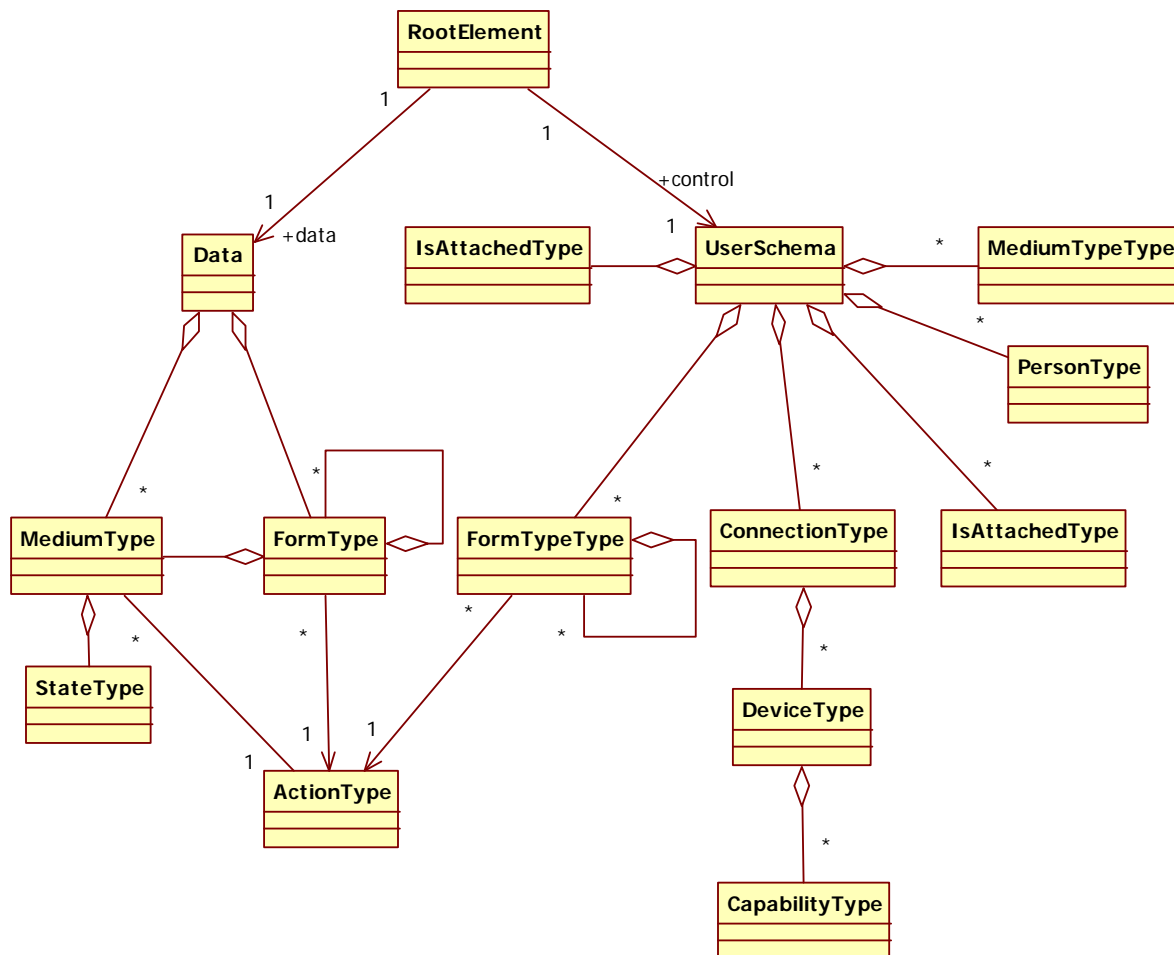 RootElement
1
1
+control
1
1
+data
IsAttachedType
UserSchema
*
MediumTypeType
Data
*
PersonType
*
*
*
*
*
MediumType
FormType
FormTypeType
ConnectionType
IsAttachedType
*
*
*
*
*
StateType
DeviceType
1
1
1
ActionType
*
CapabilityType